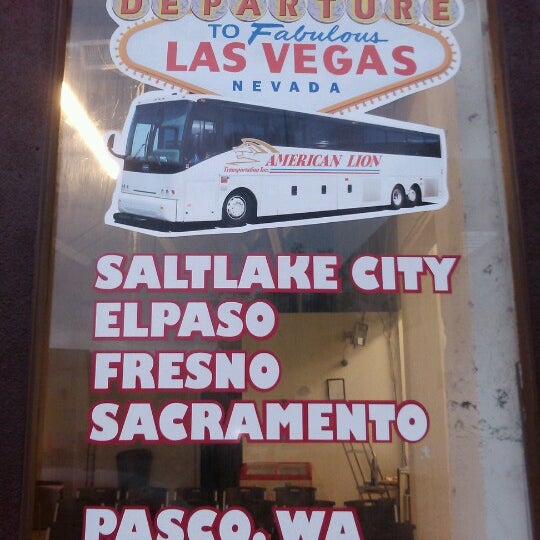 DEPARTURE
TO Fabulous
LAS VEGAS
NEVADA
AMERICAN LION
Transportation Inc.
SALTLAKE CITY
ELPASO
FRESNO
SACRAMENTO
PASCO, WA